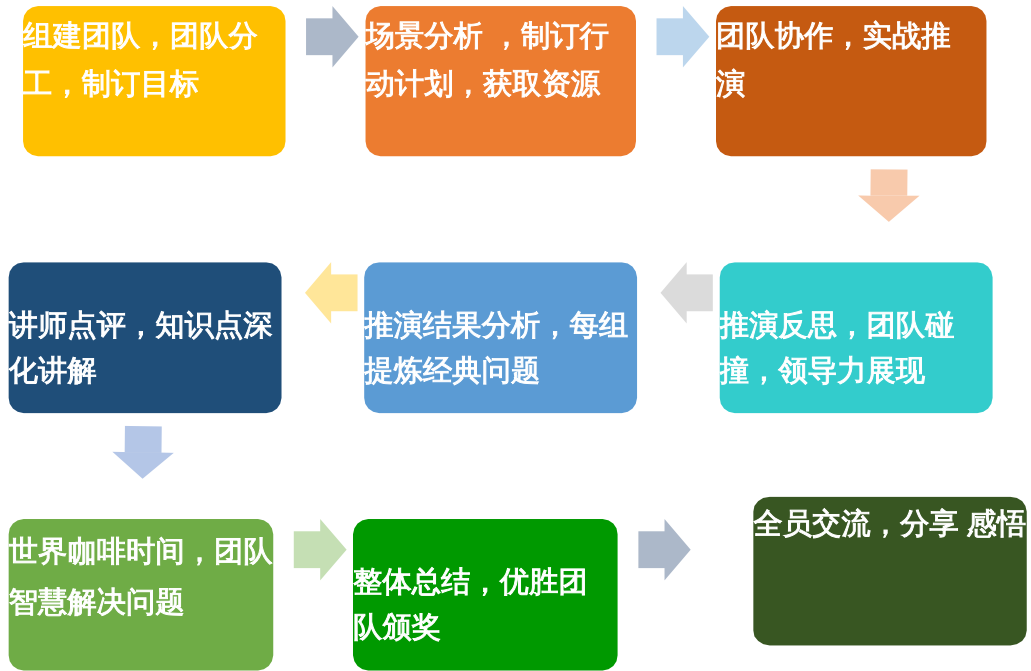 组建团队，团队分
工，制订目标
场景分析 ，制订行
动计划，获取资源
团队协作，实战推
演
推演反思，团队碰
撞，领导力展现
推演结果分析，每组
提炼经典问题
讲师点评，知识点深
化讲解
世界咖啡时间，团队
智慧解决问题
整体总结，优胜团
队颁奖
全员交流，分享 感悟